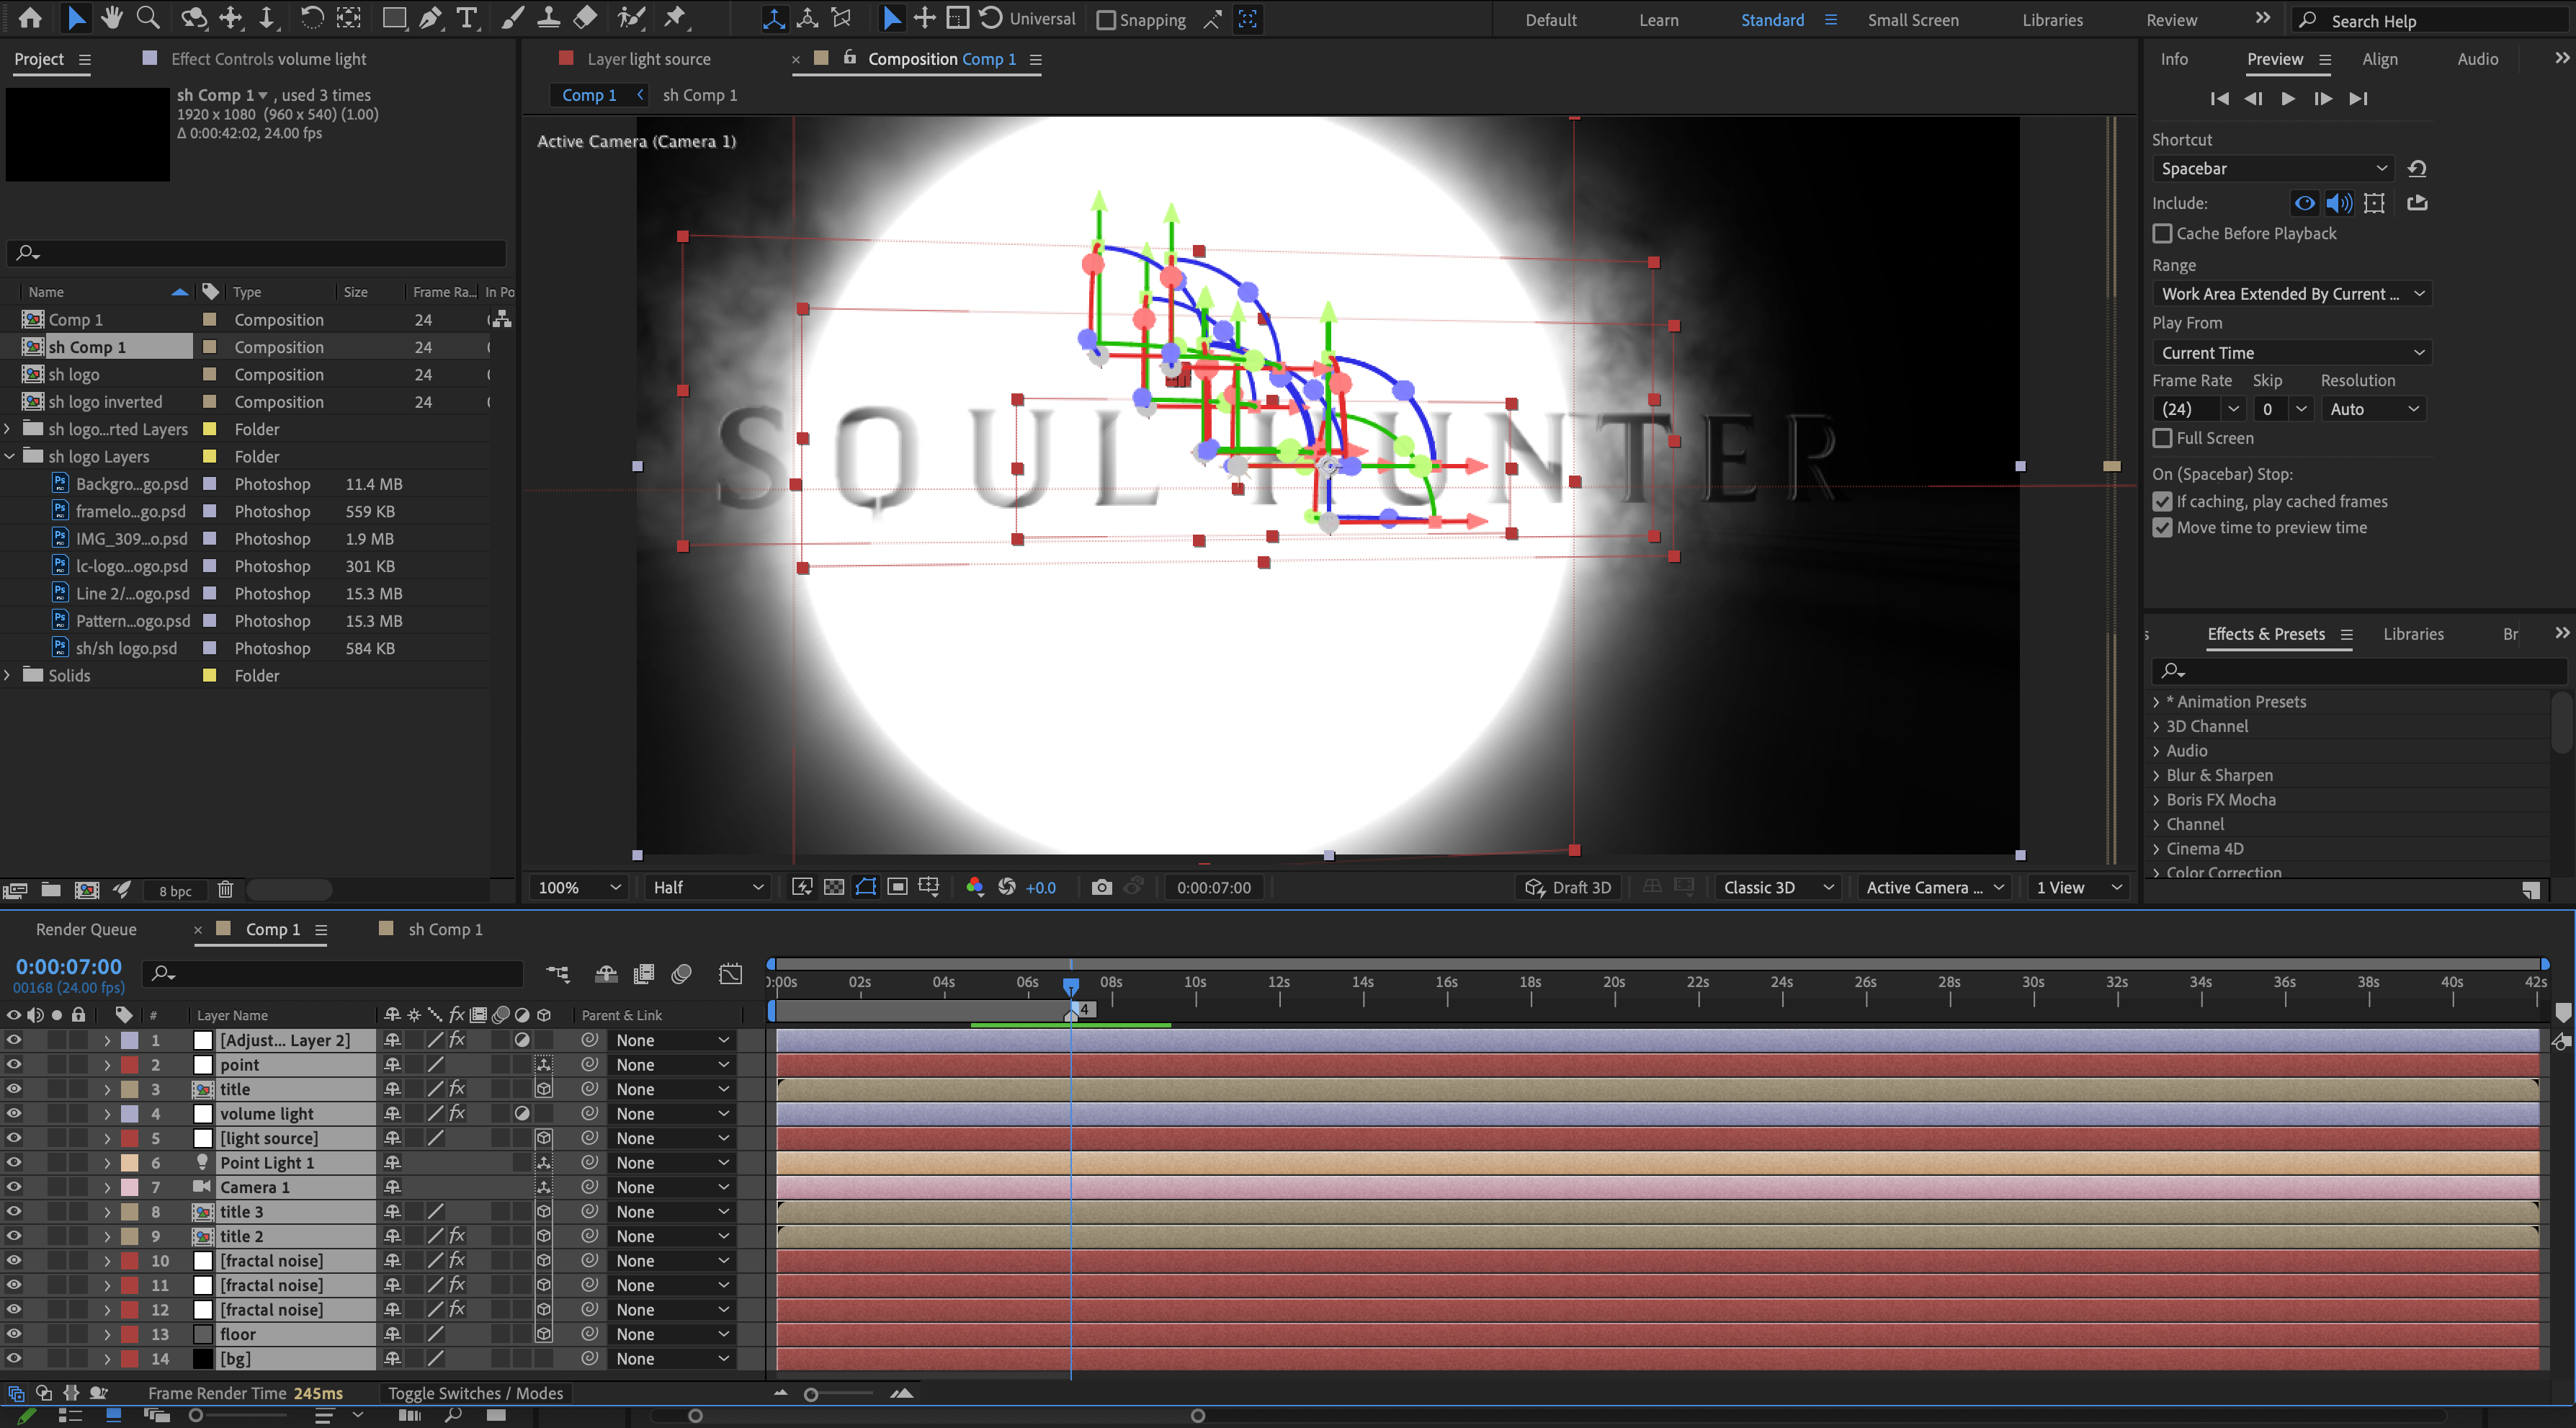 Universal
Snapping
Default
Learn
Standard
Small Screen
Libraries
Review
Search Help
Project
Effect Controls volume light
sh Comp 1 , used 3 times
1920 x 1080 (960 x 540) (1.00)
Δ 0:00:42:02, 24.00 fps
Name Type Size Frame Ra... In Po
Comp 1 Composition 24
sh Comp 1 Composition 24
sh logo Composition 24
sh logo inverted Composition 24
sh logo...rted Layers Folder
sh logo Layers Folder
Backgro...go.psd Photoshop 11.4 MB
framelo...go.psd Photoshop 559 KB
IMG_309...o.psd Photoshop 1.9 MB
lc-logo...ogo.psd Photoshop 301 KB
Line 2/...ogo.psd Photoshop 15.3 MB
Pattern...ogo.psd Photoshop 15.3 MB
sh/sh logo.psd Photoshop 584 KB
Solids Folder
8 bpc
Layer light source
Composition Comp 1
Comp 1 sh Comp 1
Active Camera (Camera 1)
SOUL HUNTER
100% Half +0.0 0:00:07:00 Draft 3D Classic 3D Active Camera ... 1 View
Info Preview Align Audio
Shortcut
Spacebar
Include:
Cache Before Playback
Range
Work Area Extended By Current ...
Play From
Current Time
Frame Rate Skip Resolution
(24) 0 Auto
Full Screen
On (Spacebar) Stop:
If caching, play cached frames
Move time to preview time
Effects & Presets Libraries Br
* Animation Presets
3D Channel
Audio
Blur & Sharpen
Boris FX Mocha
Channel
Cinema 4D
Color Correction
Render Queue Comp 1 sh Comp 1
0:00:07:00
00168 (24.00 fps)
# Layer Name fx Parent & Link
:00s 02s 04s 06s 08s 10s 12s 14s 16s 18s 20s 22s 24s 26s 28s 30s 32s 34s 36s 38s 40s 42s
4
1 [Adjust... Layer 2] fx None
2 point None
3 title fx None
4 volume light fx None
5 [light source] None
6 Point Light 1 None
7 Camera 1 None
8 title 3 None
9 title 2 fx None
10 [fractal noise] fx None
11 [fractal noise] fx None
12 [fractal noise] fx None
13 floor None
14 [bg] None
Frame Render Time 245ms Toggle Switches / Modes